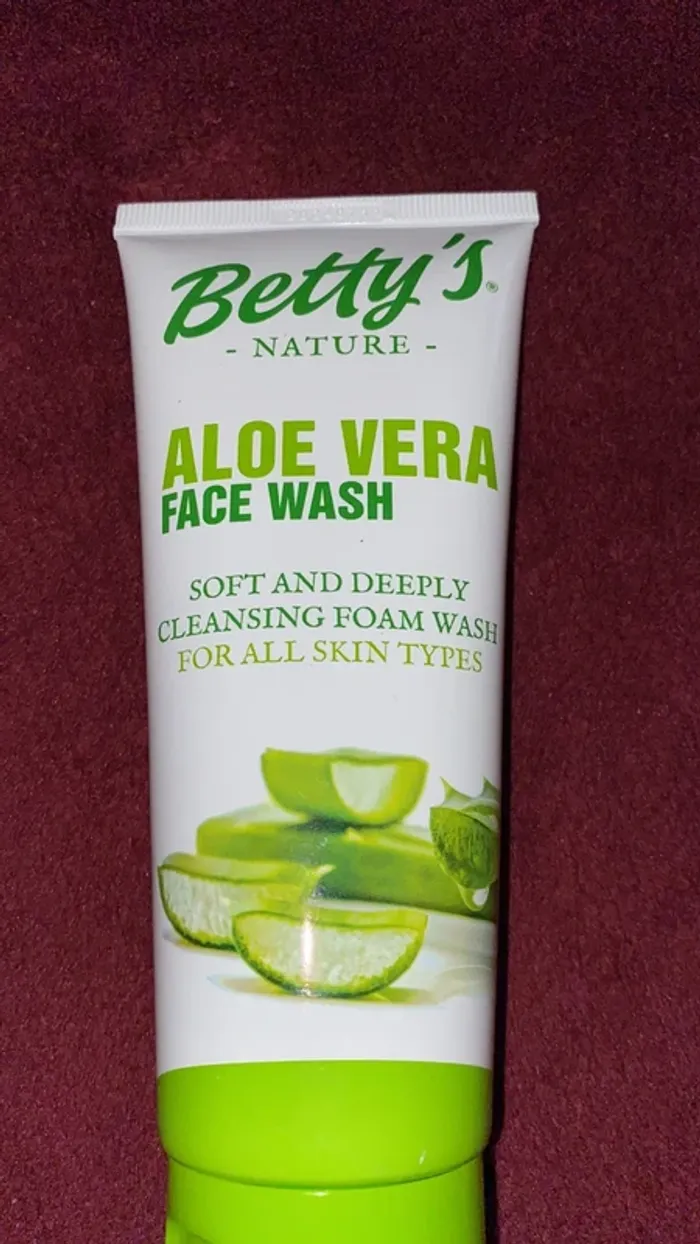 Betty's®
- NATURE -
ALOE VERA
FACE WASH
SOFT AND DEEPLY
CLEANSING FOAM WASH
FOR ALL SKIN TYPES